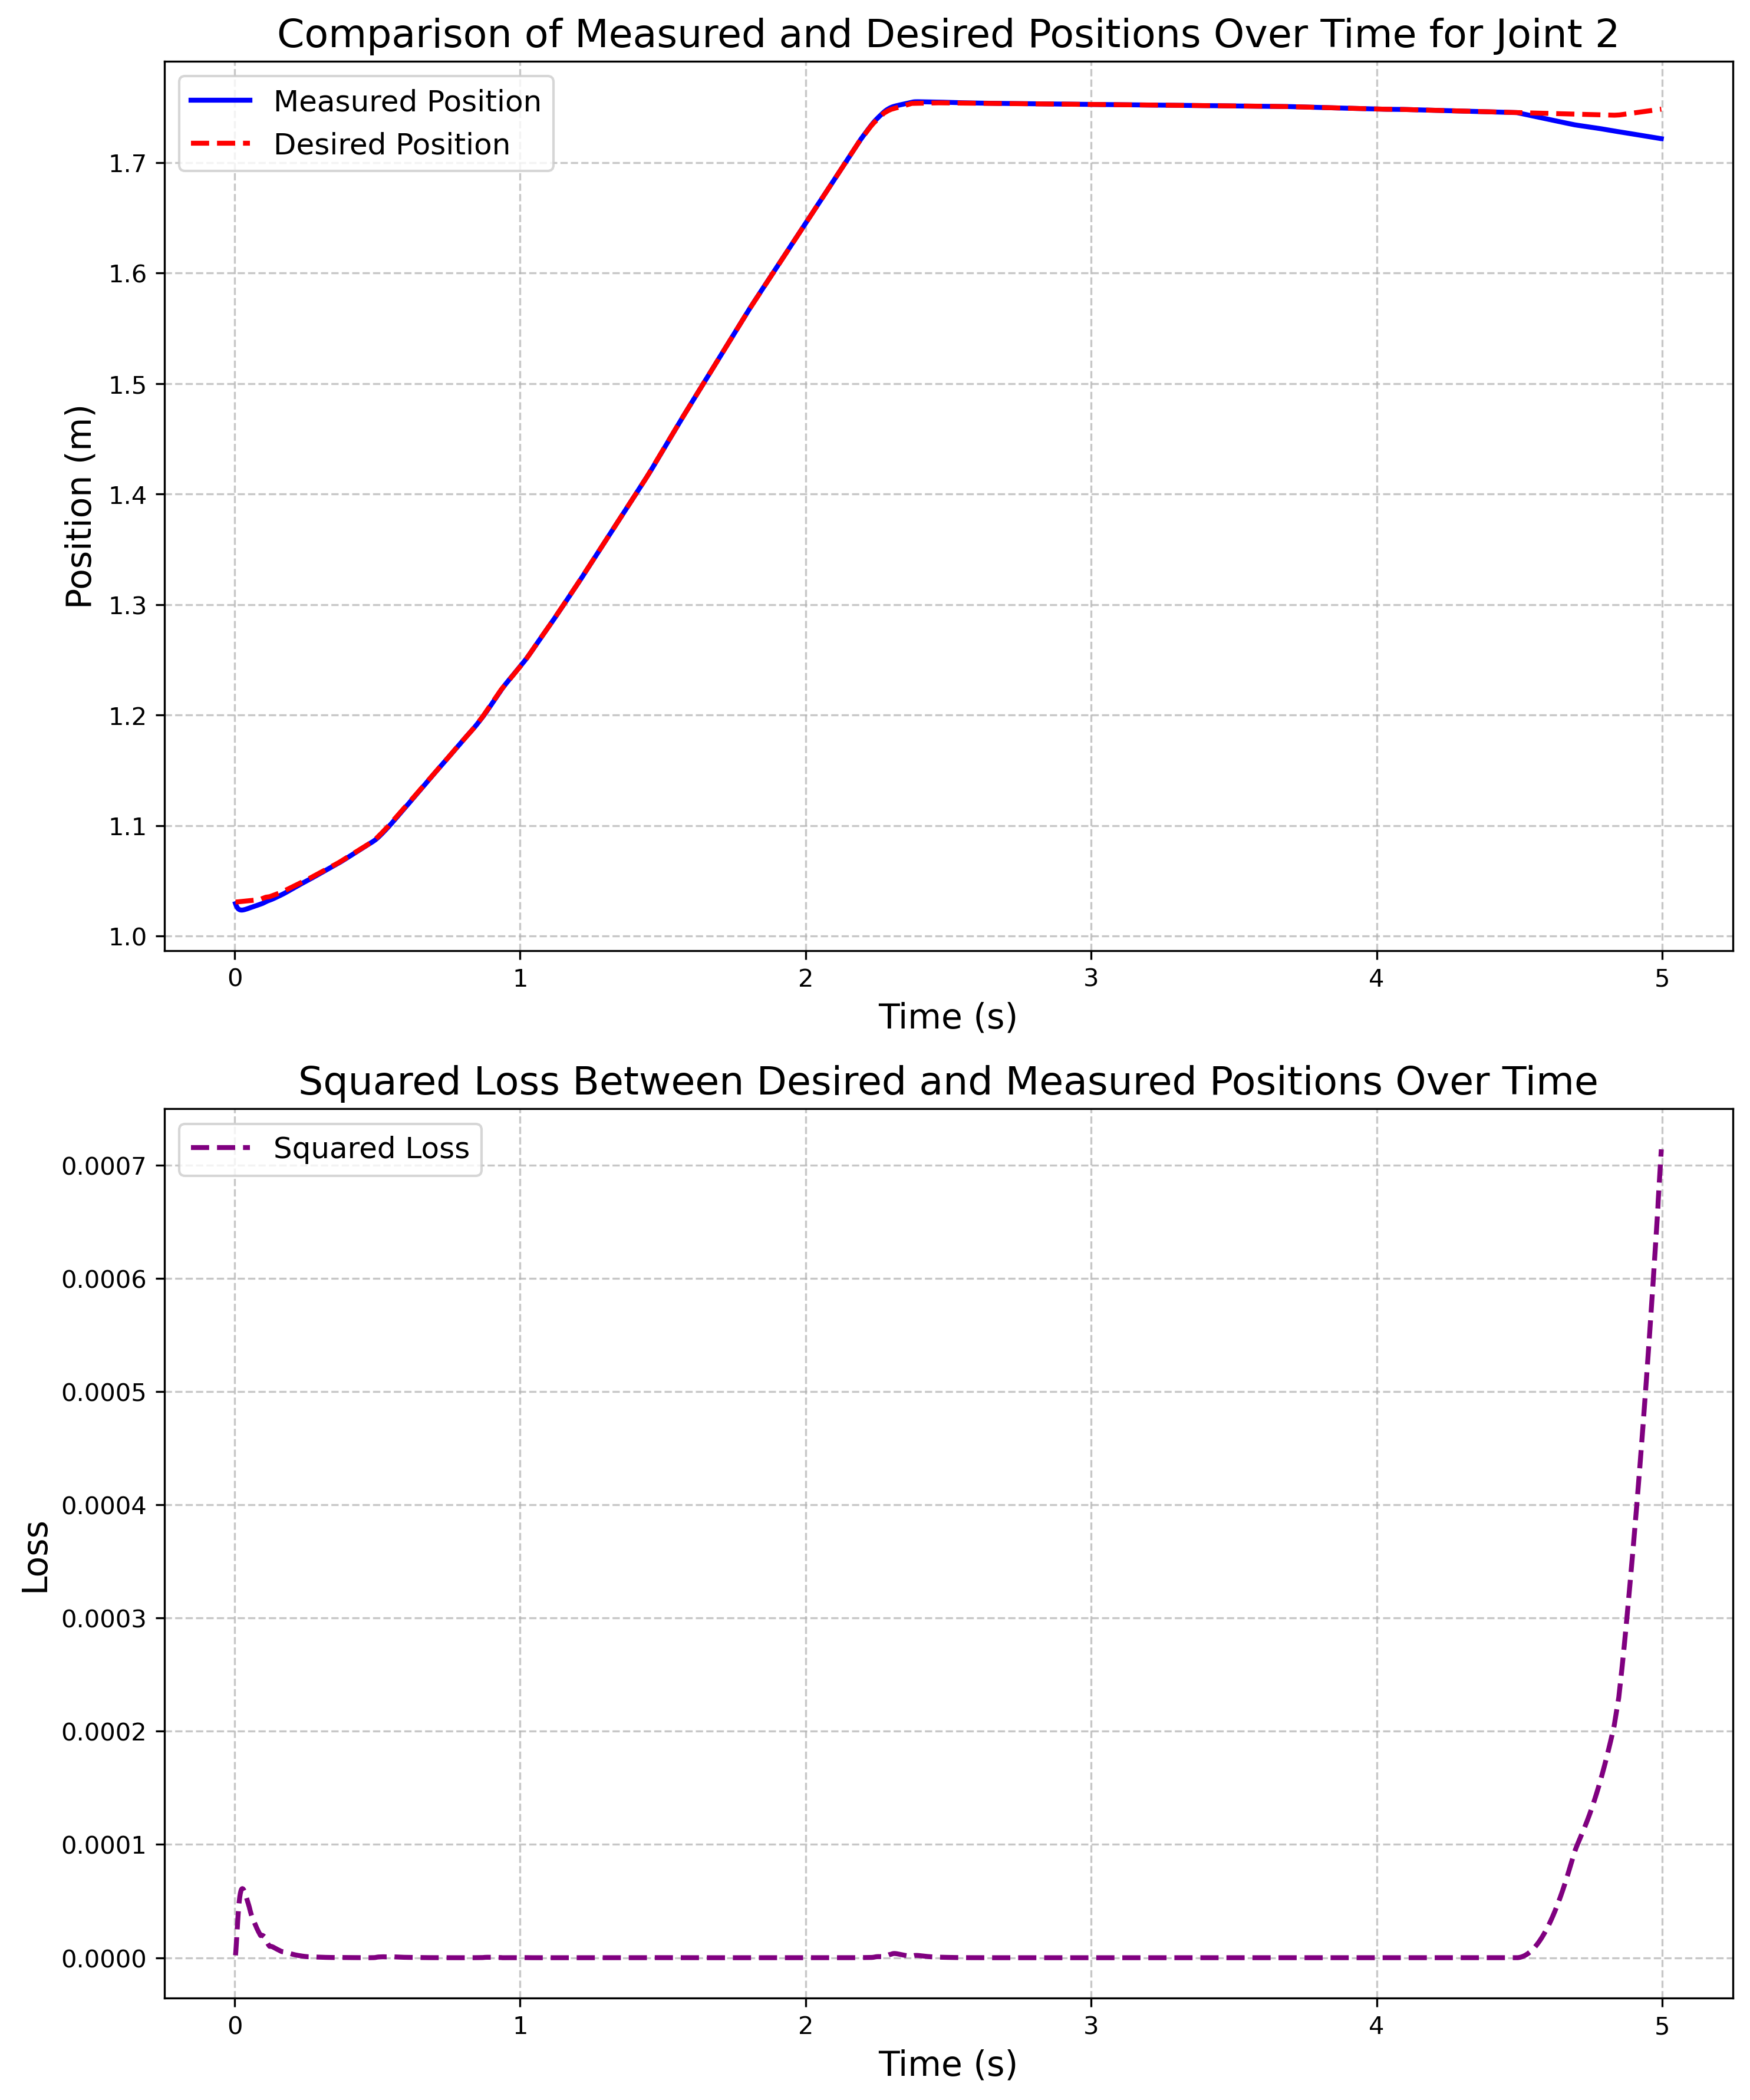 Comparison of Measured and Desired Positions Over Time for Joint 2
Measured Position
Desired Position
Position (m)
1.7
1.6
1.5
1.4
1.3
1.2
1.1
1.0
0 1 2 3 4 5
Time (s)
Squared Loss Between Desired and Measured Positions Over Time
Squared Loss
Loss
0.0007
0.0006
0.0005
0.0004
0.0003
0.0002
0.0001
0.0000
0 1 2 3 4 5
Time (s)